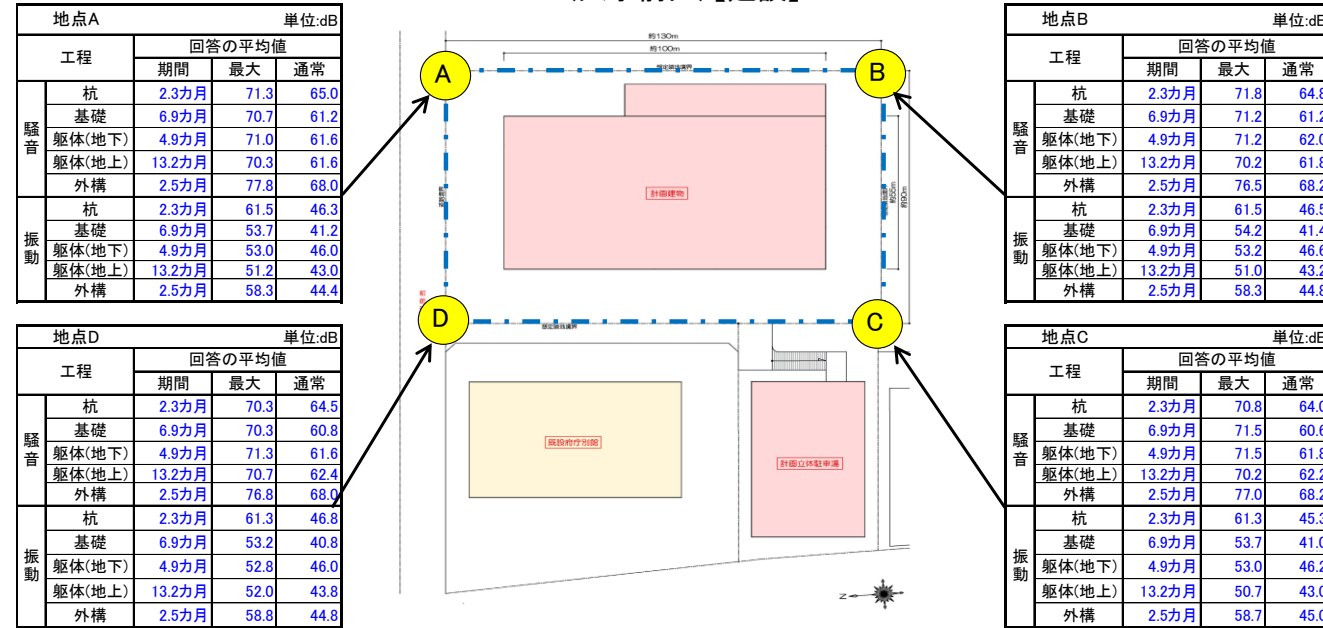 地点A 単位:dB
工程 回答の平均値
期間 最大 通常
騒音
杭 2.3カ月 71.3 65.0
基礎 6.9カ月 70.7 61.2
躯体(地下) 4.9カ月 71.0 61.6
躯体(地上) 13.2カ月 70.3 61.6
外構 2.5カ月 77.8 68.0
振動
杭 2.3カ月 61.5 46.3
基礎 6.9カ月 53.7 41.2
躯体(地下) 4.9カ月 53.0 46.0
躯体(地上) 13.2カ月 51.2 43.0
外構 2.5カ月 58.3 44.4
約130m
約100m
想定敷地境界
A
B
計画建物
約55m
約90m
D
C
想定敷地境界
既設府庁別館
計画立体駐車場
N
地点B 単位:dB
工程 回答の平均値
期間 最大 通常
騒音
杭 2.3カ月 71.8 64.8
基礎 6.9カ月 71.2 61.2
躯体(地下) 4.9カ月 71.2 62.0
躯体(地上) 13.2カ月 70.2 61.8
外構 2.5カ月 76.5 68.2
振動
杭 2.3カ月 61.5 46.5
基礎 6.9カ月 54.2 41.4
躯体(地下) 4.9カ月 53.2 46.6
躯体(地上) 13.2カ月 51.0 43.2
外構 2.5カ月 58.3 44.8
地点D 単位:dB
工程 回答の平均値
期間 最大 通常
騒音
杭 2.3カ月 70.3 64.5
基礎 6.9カ月 70.3 60.8
躯体(地下) 4.9カ月 71.3 61.6
躯体(地上) 13.2カ月 70.7 62.4
外構 2.5カ月 76.8 68.0
振動
杭 2.3カ月 61.3 46.8
基礎 6.9カ月 53.2 40.8
躯体(地下) 4.9カ月 52.8 46.0
躯体(地上) 13.2カ月 52.0 43.8
外構 2.5カ月 58.8 44.8
地点C 単位:dB
工程 回答の平均値
期間 最大 通常
騒音
杭 2.3カ月 70.8 64.0
基礎 6.9カ月 71.5 60.6
躯体(地下) 4.9カ月 71.5 61.8
躯体(地上) 13.2カ月 70.2 62.2
外構 2.5カ月 77.0 68.2
振動
杭 2.3カ月 61.3 45.3
基礎 6.9カ月 53.7 41.0
躯体(地下) 4.9カ月 53.0 46.2
躯体(地上) 13.2カ月 50.7 43.0
外構 2.5カ月 58.7 45.0